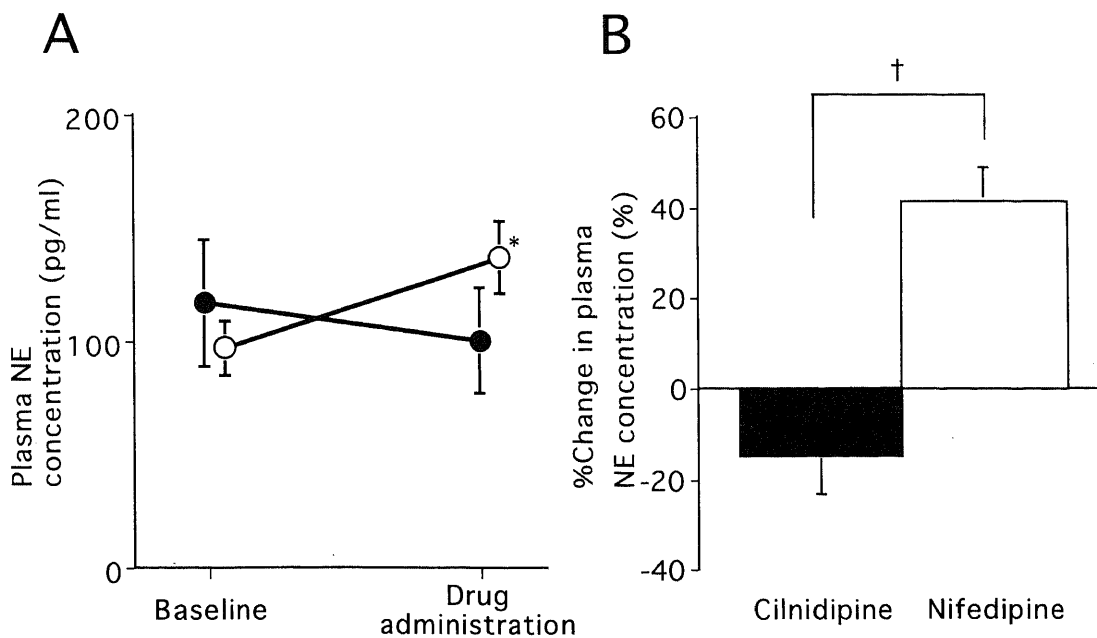 A
Plasma NE
concentration (pg/ml)
200
100
0
*
Baseline
Drug
administration
B
†
%Change in plasma
NE concentration (%)
60
40
20
0
-20
-40
Cilnidipine
Nifedipine